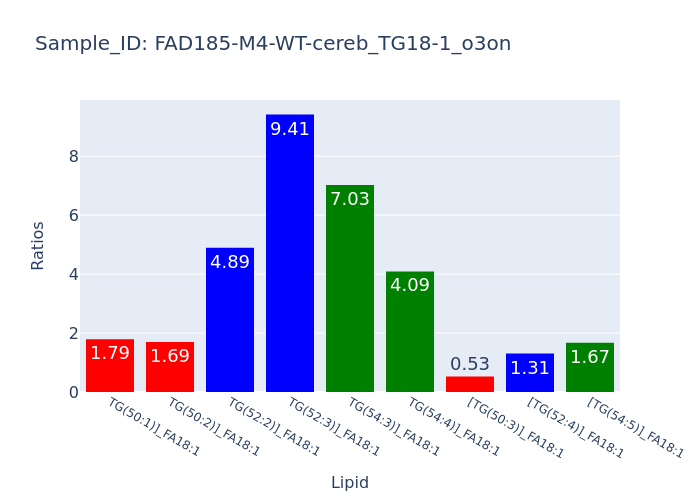 Sample_ID: FAD185-M4-WT-cereb_TG18-1_o3on
Ratios
8
6
4
2
0
1.79
1.69
4.89
9.41
7.03
4.09
0.53
1.31
1.67
TG(50:1)]_FA18:1
TG(50:2)]_FA18:1
TG(52:2)]_FA18:1
TG(52:3)]_FA18:1
TG(54:3)]_FA18:1
TG(54:4)]_FA18:1
[TG(50:3)]_FA18:1
[TG(52:4)]_FA18:1
[TG(54:5)]_FA18:1
Lipid